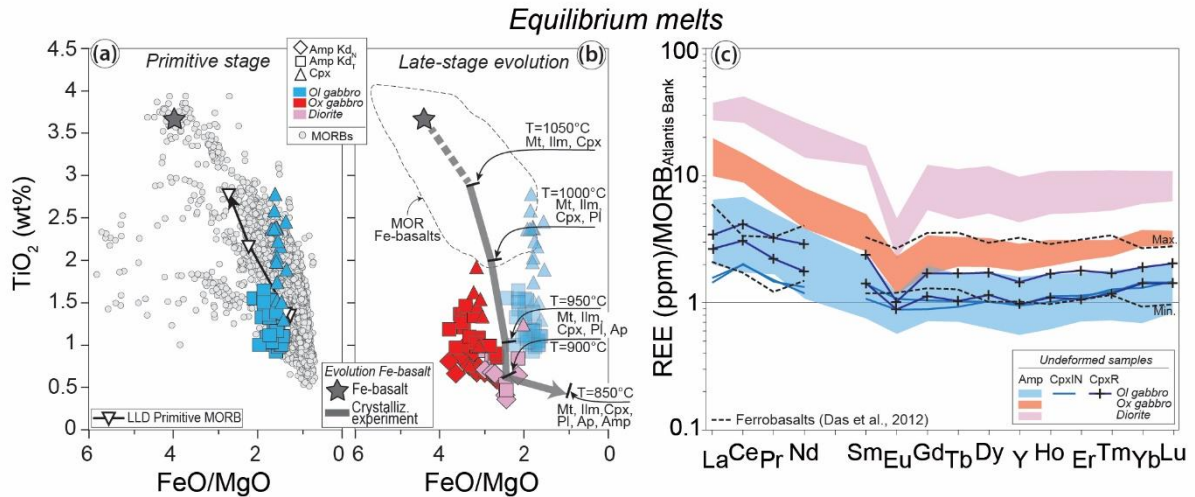 Equilibrium melts
(a)
Primitive stage
TiO2 (wt%)
4.5
4.0
3.5
3.0
2.5
2.0
1.5
1.0
0.5
0
6
4
2
0
FeO/MgO
Amp KdN
Amp KdT
Cpx
Ol gabbro
Ox gabbro
Diorite
MORBs
LLD Primitive MORB
Late-stage evolution
(b)
T=1050°C
Mt, Ilm, Cpx
T=1000°C
Mt, Ilm,
Cpx, Pl
MOR
Fe-basalts
T=950°C
Mt, Ilm,
Cpx, Pl, Ap
T=900°C
T=850°C
Mt, Ilm,Cpx,
Pl, Ap, Amp
Evolution Fe-basalt
Fe-basalt
Crystalliz.
experiment
6
4
2
0
FeO/MgO
(c)
REE (ppm)/MORBAtlantis Bank
100
10
1
0.1
Max.
Min.
Undeformed samples
Amp CpxIN CpxR
Ol gabbro
Ox gabbro
Diorite
Ferrobasalts (Das et al., 2012)
La Ce Pr Nd Sm Eu Gd Tb Dy Y Ho Er Tm Yb Lu